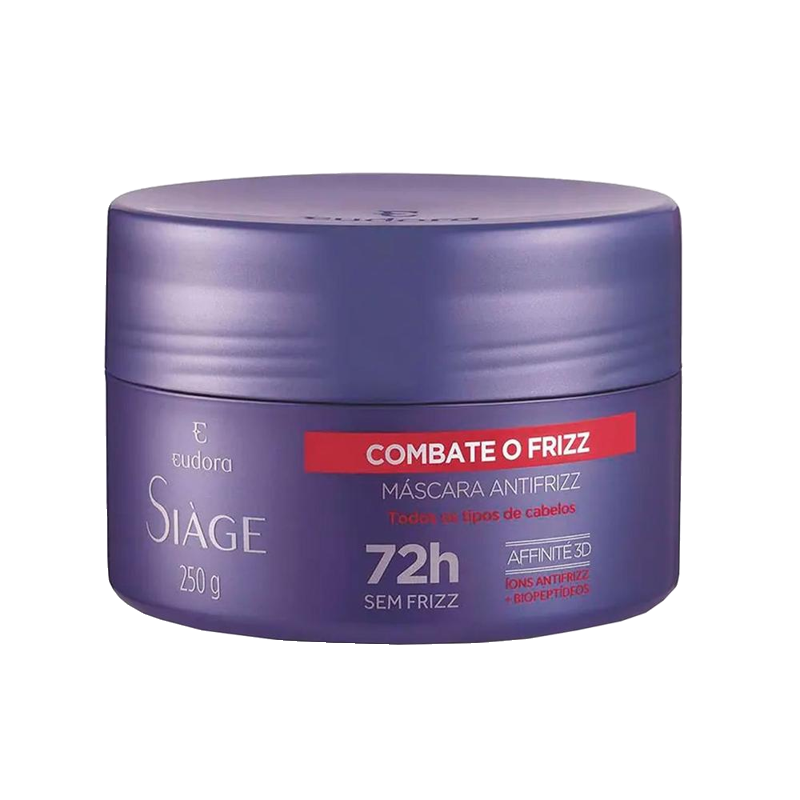 eudora
eudora
SIÀGE
250 g
COMBATE O FRIZZ
MÁSCARA ANTIFRIZZ
Todos os tipos de cabelos
72h
SEM FRIZZ
AFFINITÉ 3D
ÍONS ANTIFRIZZ
+ BIOPEPTÍDEOS